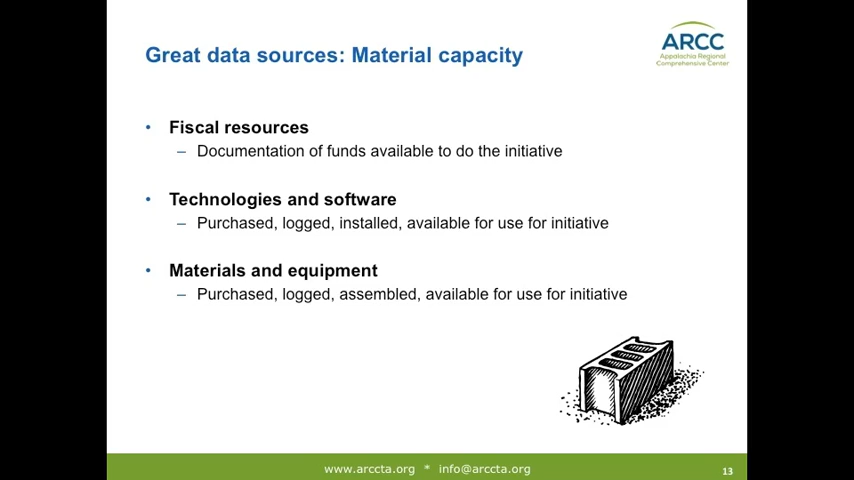 Great data sources: Material capacity
ARCC
Appalachia Regional
Comprehensive Center
• Fiscal resources
– Documentation of funds available to do the initiative
• Technologies and software
– Purchased, logged, installed, available for use for initiative
• Materials and equipment
– Purchased, logged, assembled, available for use for initiative
www.arccta.org * info@arccta.org
13